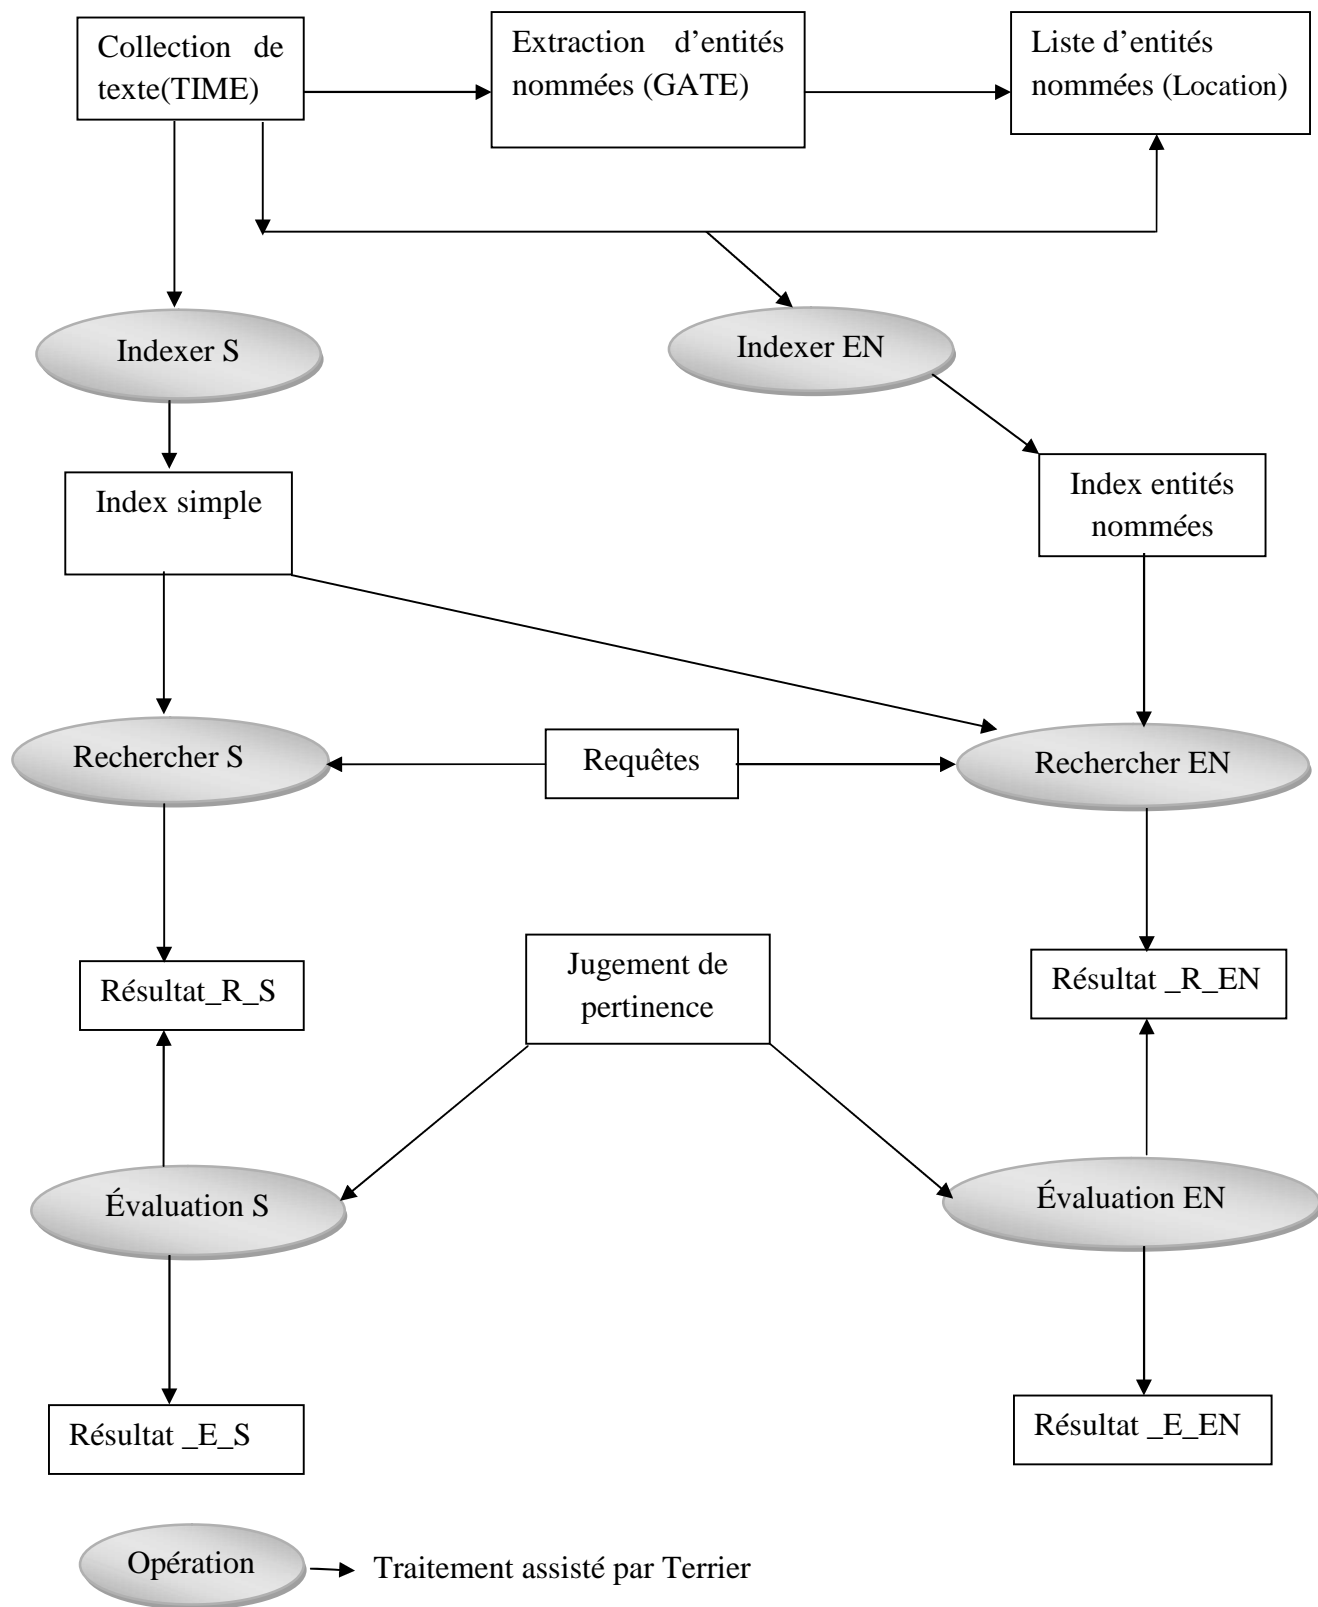 Collection de
texte(TIME)
Extraction d'entités
nommées (GATE)
Liste d'entités
nommées (Location)
Indexer S
Indexer EN
Index simple
Index entités
nommées
Rechercher S
Requêtes
Rechercher EN
Résultat_R_S
Jugement de
pertinence
Résultat _R_EN
Évaluation S
Évaluation EN
Résultat _E_S
Résultat _E_EN
Opération
Traitement assisté par Terrier